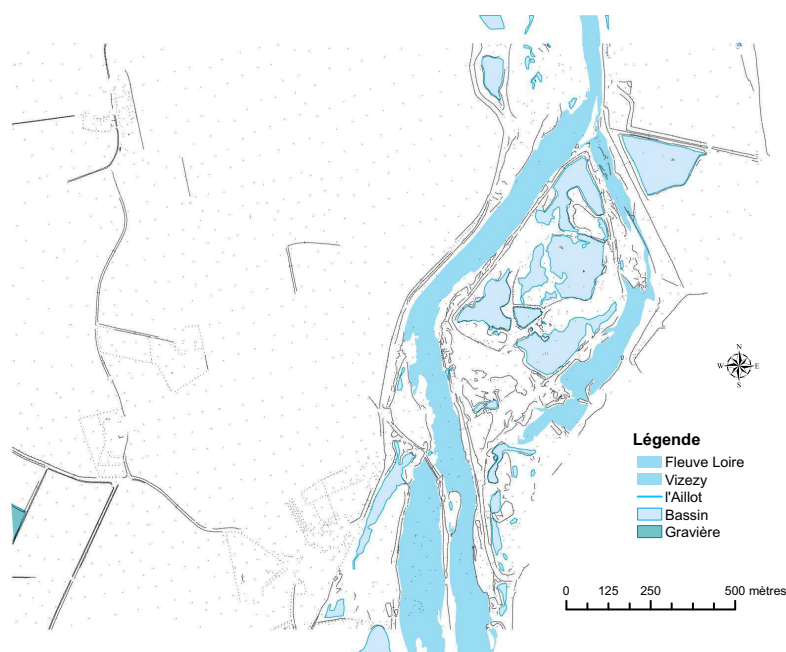 N
W E
S
Légende
Fleuve Loire
Vizezy
l'Aillot
Bassin
Gravière
0 125 250 500 mètres